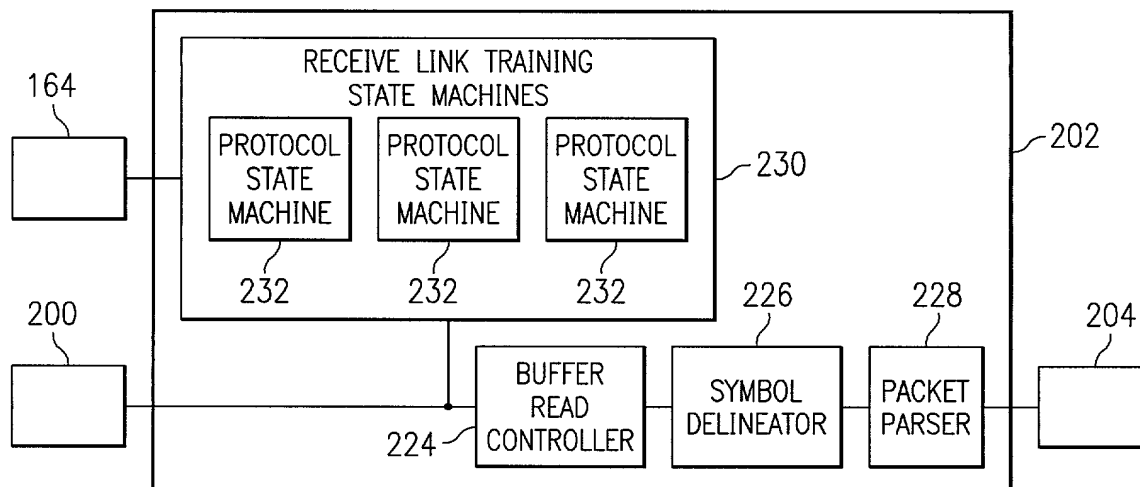 RECEIVE LINK TRAINING
STATE MACHINES
164
PROTOCOL
STATE
MACHINE
PROTOCOL
STATE
MACHINE
PROTOCOL
STATE
MACHINE
202
230
232
232
232
200
226
228
204
BUFFER
READ
CONTROLLER
224
SYMBOL
DELINEATOR
PACKET
PARSER